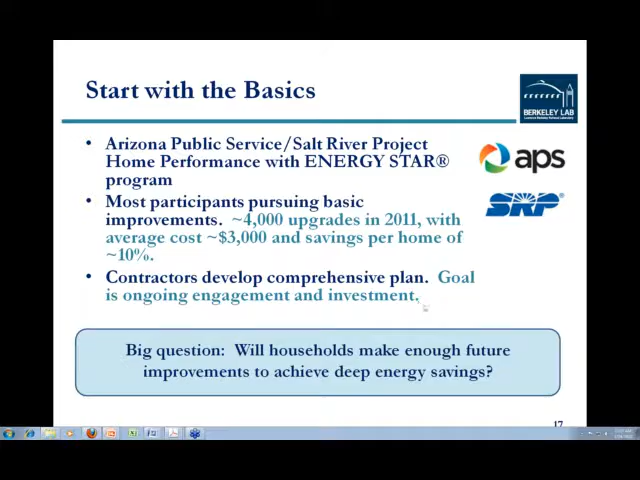 Start with the Basics
BERKELEY LAB
• Arizona Public Service/Salt River Project
Home Performance with ENERGY STAR®
program
aps
• Most participants pursuing basic
improvements. ~4,000 upgrades in 2011, with
average cost ~$3,000 and savings per home of
~10%.
SRP®
• Contractors develop comprehensive plan. Goal
is ongoing engagement and investment.
Big question: Will households make enough future
improvements to achieve deep energy savings?
17